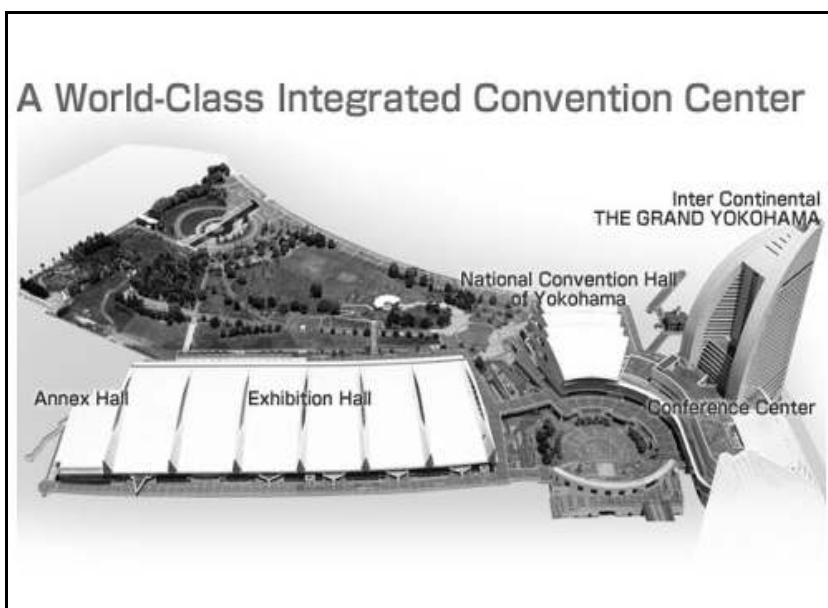 A World-Class Integrated Convention Center
Inter Continental
THE GRAND YOKOHAMA
National Convention Hall
of Yokohama
Annex Hall
Exhibition Hall
Conference Center